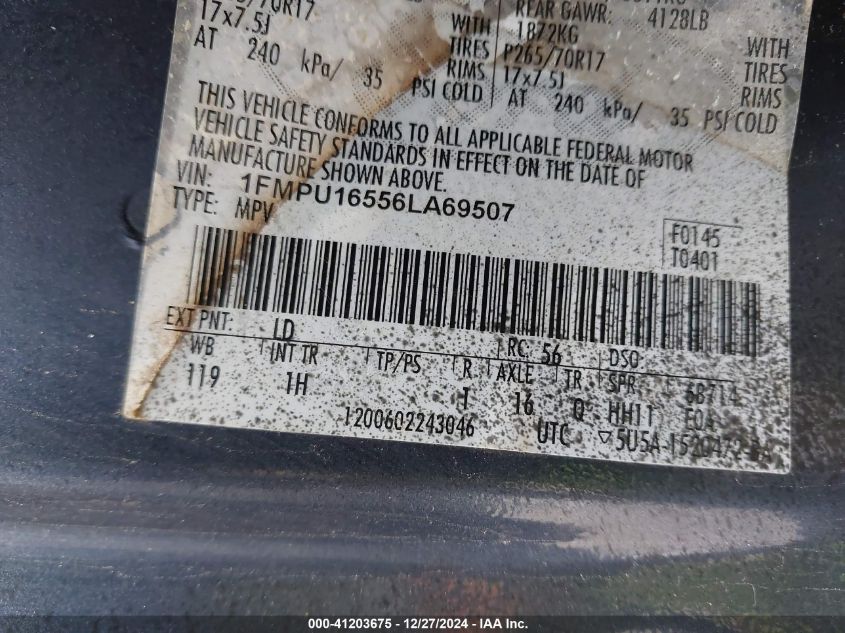 REAR GAWR: 4128LB
1872KG WITH
17x7.5J TIRES P265/70R17 TIRES
AT 240 kPa/ 35 RIMS 17x7.5J RIMS
PSI COLD AT 240 kPa/ 35 PSI COLD
THIS VEHICLE CONFORMS TO ALL APPLICABLE FEDERAL MOTOR
VEHICLE SAFETY STANDARDS IN EFFECT ON THE DATE OF
MANUFACTURE SHOWN ABOVE.
VIN: 1FMPU16556LA69507
TYPE: MPV
F0145
T0401
EXT PNT: LD RC: 56 DSO
WB INT TR TP/PS R AXLE TR SPR 6B714
119 1H T 16 Q HH11 E04
1200602243046 UTC ▽5U5A-1520472-
000-41203675 - 12/27/2024 - IAA Inc.